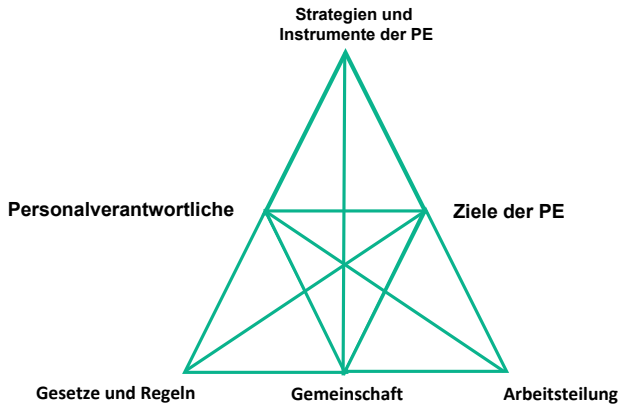 Strategien und
Instrumente der PE
Personalverantwortliche
Ziele der PE
Gesetze und Regeln
Gemeinschaft
Arbeitsteilung